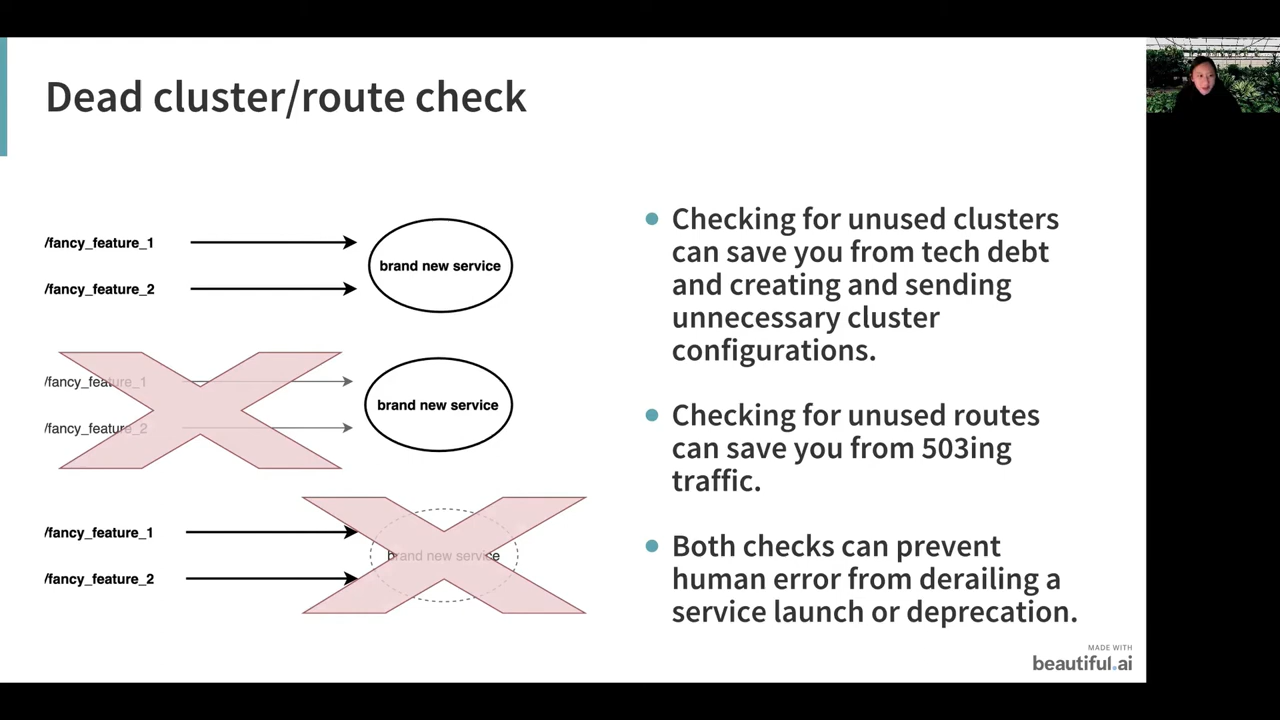 Dead cluster/route check
/fancy_feature_1
/fancy_feature_2
brand new service
/fancy_feature_1
/fancy_feature_2
brand new service
/fancy_feature_1
/fancy_feature_2
brand new service
Checking for unused clusters
can save you from tech debt
and creating and sending
unnecessary cluster
configurations.
Checking for unused routes
can save you from 503ing
traffic.
Both checks can prevent
human error from derailing a
service launch or deprecation.
MADE WITH
beautiful.ai